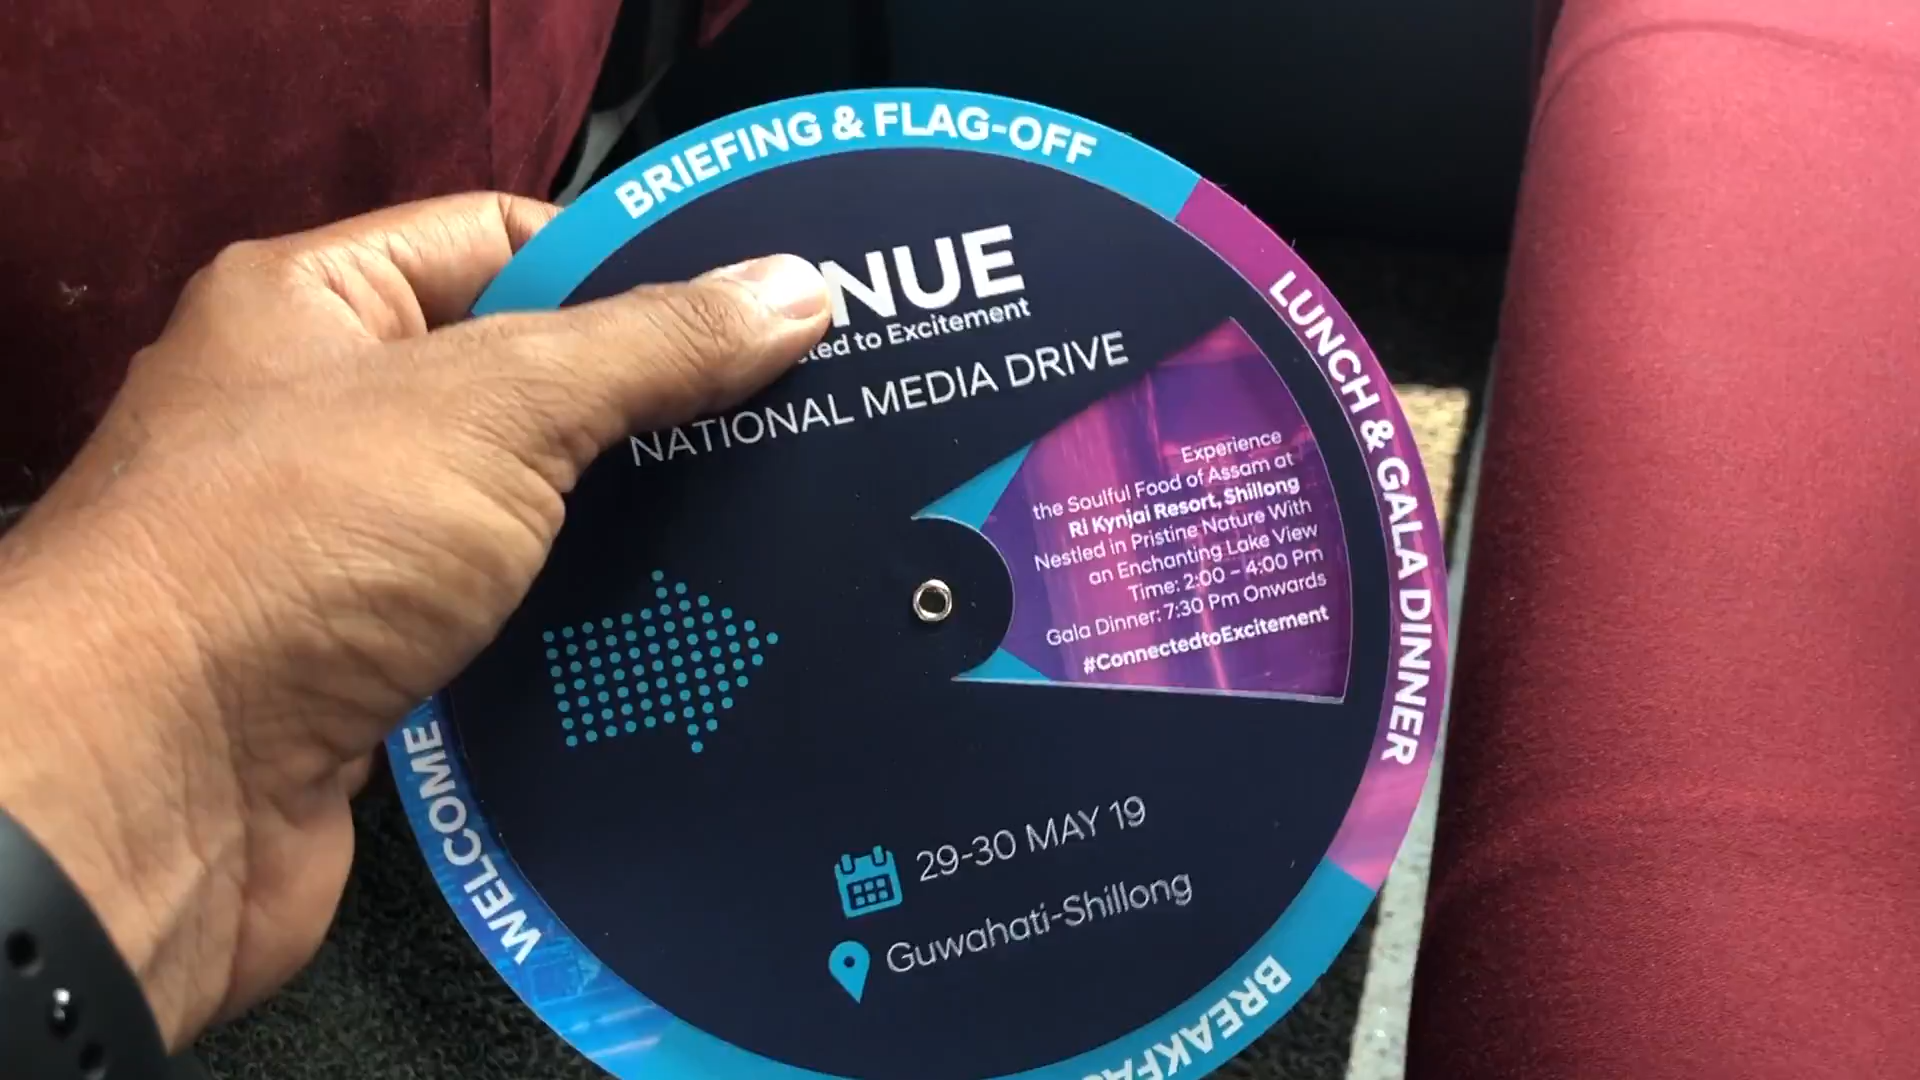 BRIEFING & FLAG-OFF
NUE
to Excitement
NATIONAL MEDIA DRIVE
LUNCH & GALA DINNER
Experience
the Soulful Food of Assam at
Ri Kynjai Resort, Shillong
Nestled in Pristine Nature With
an Enchanting Lake View
Time: 2:00 - 4:00 Pm
Gala Dinner: 7:30 Pm Onwards
#ConnectedtoExcitement
29-30 MAY 19
Guwahati-Shillong
WELCOME
BREAKFA